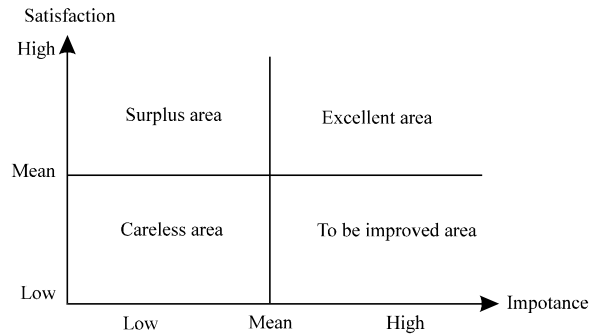 Satisfaction
High
Surplus area
Excellent area
Mean
Careless area
To be improved area
Low
Impotance
Low
Mean
High